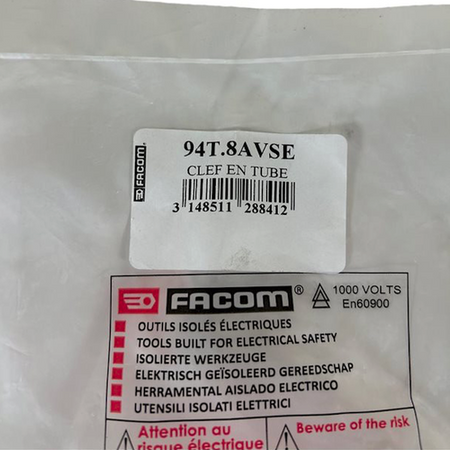 94T.8AVSE
CLEF EN TUBE
FACOM
3 148511 288412
FACOM® 1000 VOLTS
En60900
OUTILS ISOLÉS ÉLECTRIQUES
TOOLS BUILT FOR ELECTRICAL SAFETY
ISOLIERTE WERKZEUGE
ELEKTRISCH GEÏSOLEERD GEREEDSCHAP
HERRAMENTAL AISLADO ELECTRICO
UTENSILI ISOLATI ELETTRICI
Attention au
risque électrique
Beware of the risk